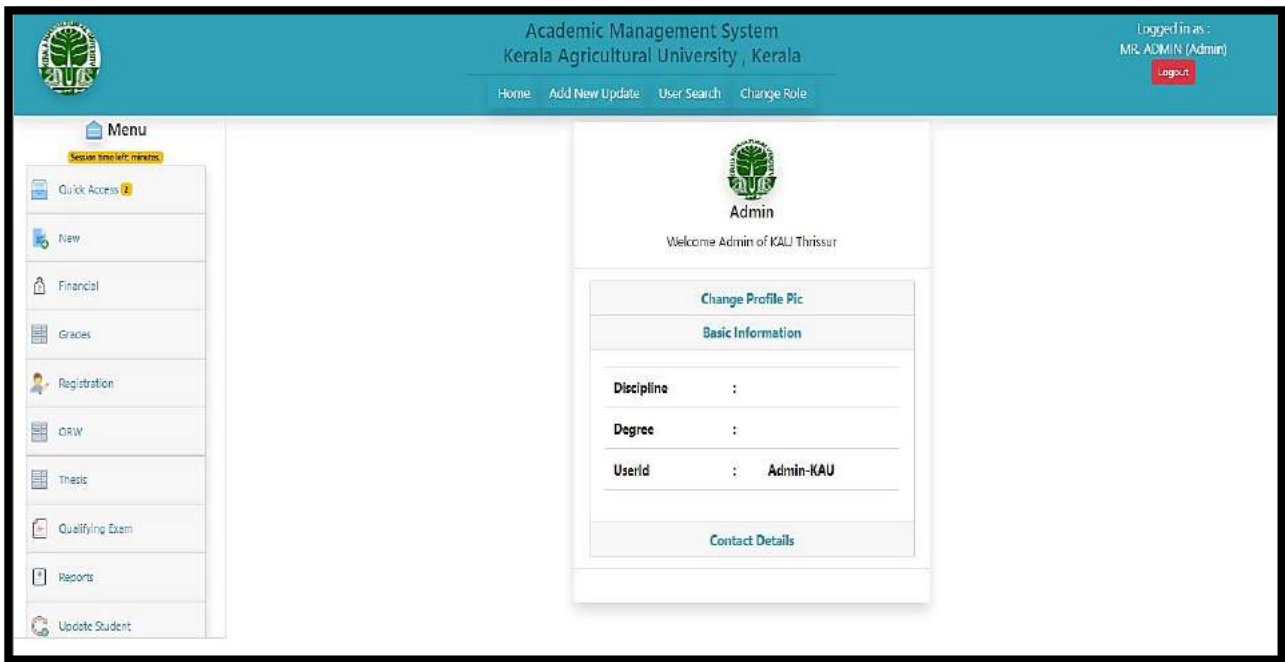 Academic Management System
Kerala Agricultural University , Kerala
Home Add New Update User Search Change Role
Logged in as :
MR. ADMIN (Admin)
Logout
Menu
Session time left: minutes.
Quick Access 2
New
Financial
Grades
Registration
ORW
Thesis
Qualifying Exam
Reports
Update Student
Admin
Welcome Admin of KAU Thrissur
Change Profile Pic
Basic Information
Discipline :
Degree :
UserId : Admin-KAU
Contact Details